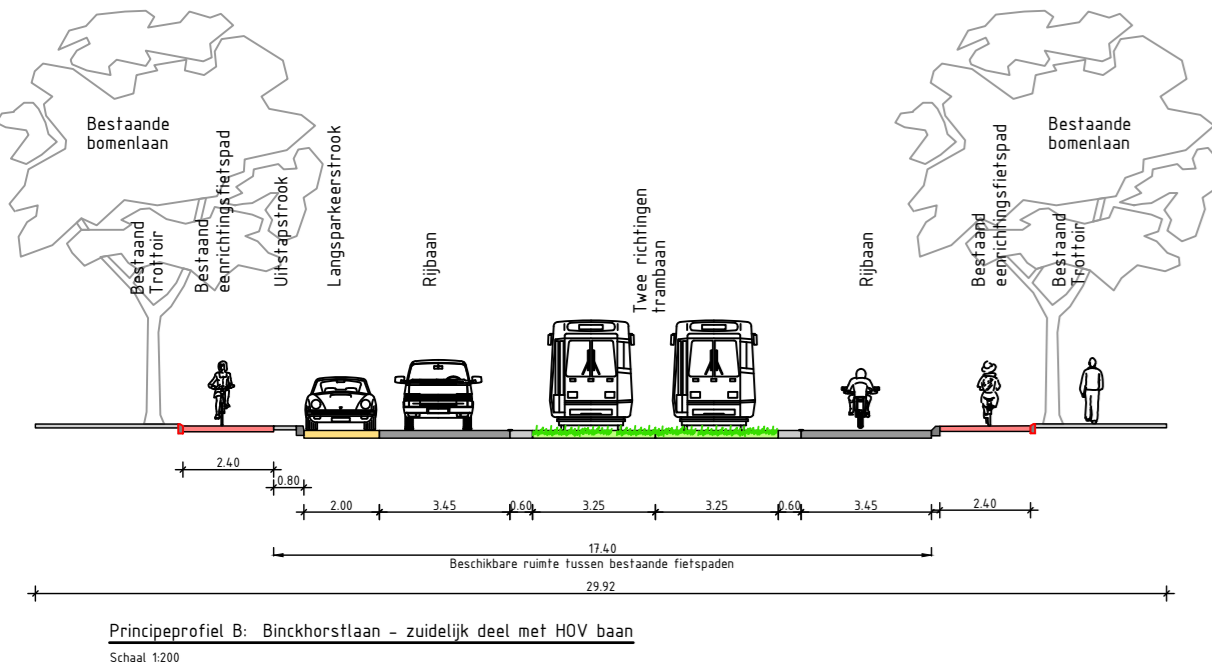 Bestaande
bomenlaan
Bestaand
Trottoir
Bestaand
eenrichtingsfietspad
Uitstapstrook
Langsparkeerstrook
Rijbaan
Twee richtingen
trambaan
Rijbaan
Bestaand
eenrichtingsfietspad
Bestaand
Trottoir
Bestaande
bomenlaan
2.40
0.80
2.00
3.45
0.60
3.25
3.25
0.60
3.45
2.40
17.40
Beschikbare ruimte tussen bestaande fietspaden
29.92
Principeprofiel B: Binckhorstlaan - zuidelijk deel met HOV baan
Schaal 1:200